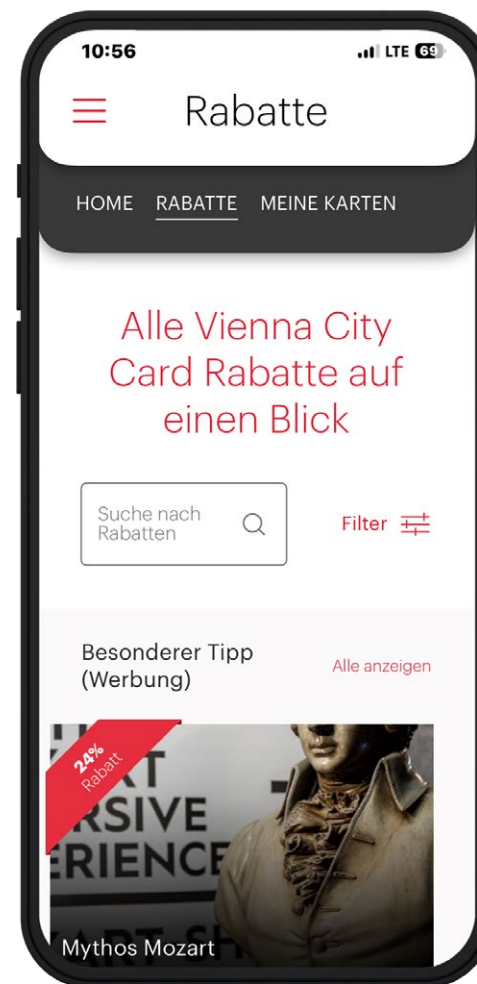 10:56 LTE 69
Rabatte
HOME RABATTE MEINE KARTEN
Alle Vienna City
Card Rabatte auf
einen Blick
Suche nach
Rabatten
Filter
Besonderer Tipp
(Werbung)
Alle anzeigen
24%
Rabatt
RSIVE
ERIENCE
Mythos Mozart